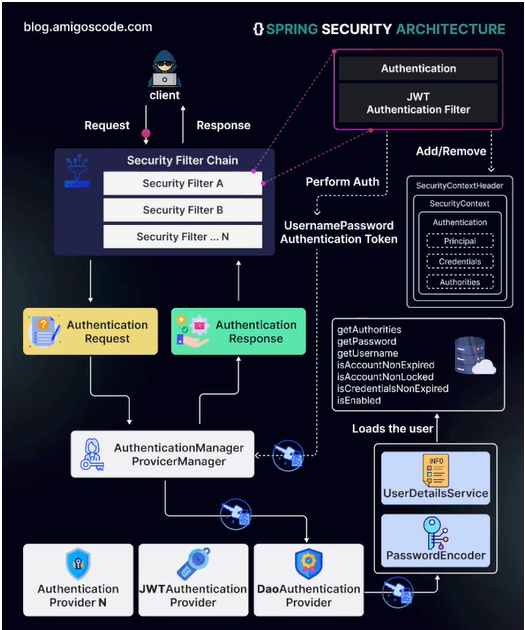 blog.amigoscode.com
{} SPRING SECURITY ARCHITECTURE
client
Request
Response
Authentication
JWT
Authentication Filter
Security Filter Chain
Security Filter A
Security Filter B
Security Filter ... N
Perform Auth
Add/Remove
UsernamePassword
Authentication Token
SecurityContextHeader
SecurityContext
Authentication
Principal
Credentials
Authorities
Authentication
Request
Authentication
Response
getAuthorities
getPassword
getUsername
isAccountNonExpired
isAccountNonLocked
isCredentialsNonExpired
isEnabled
Loads the user
AuthenticationManager
ProvicerManager
INFO
UserDetailsService
PasswordEncoder
Authentication
Provider N
JWTAuthentication
Provider
DaoAuthentication
Provider